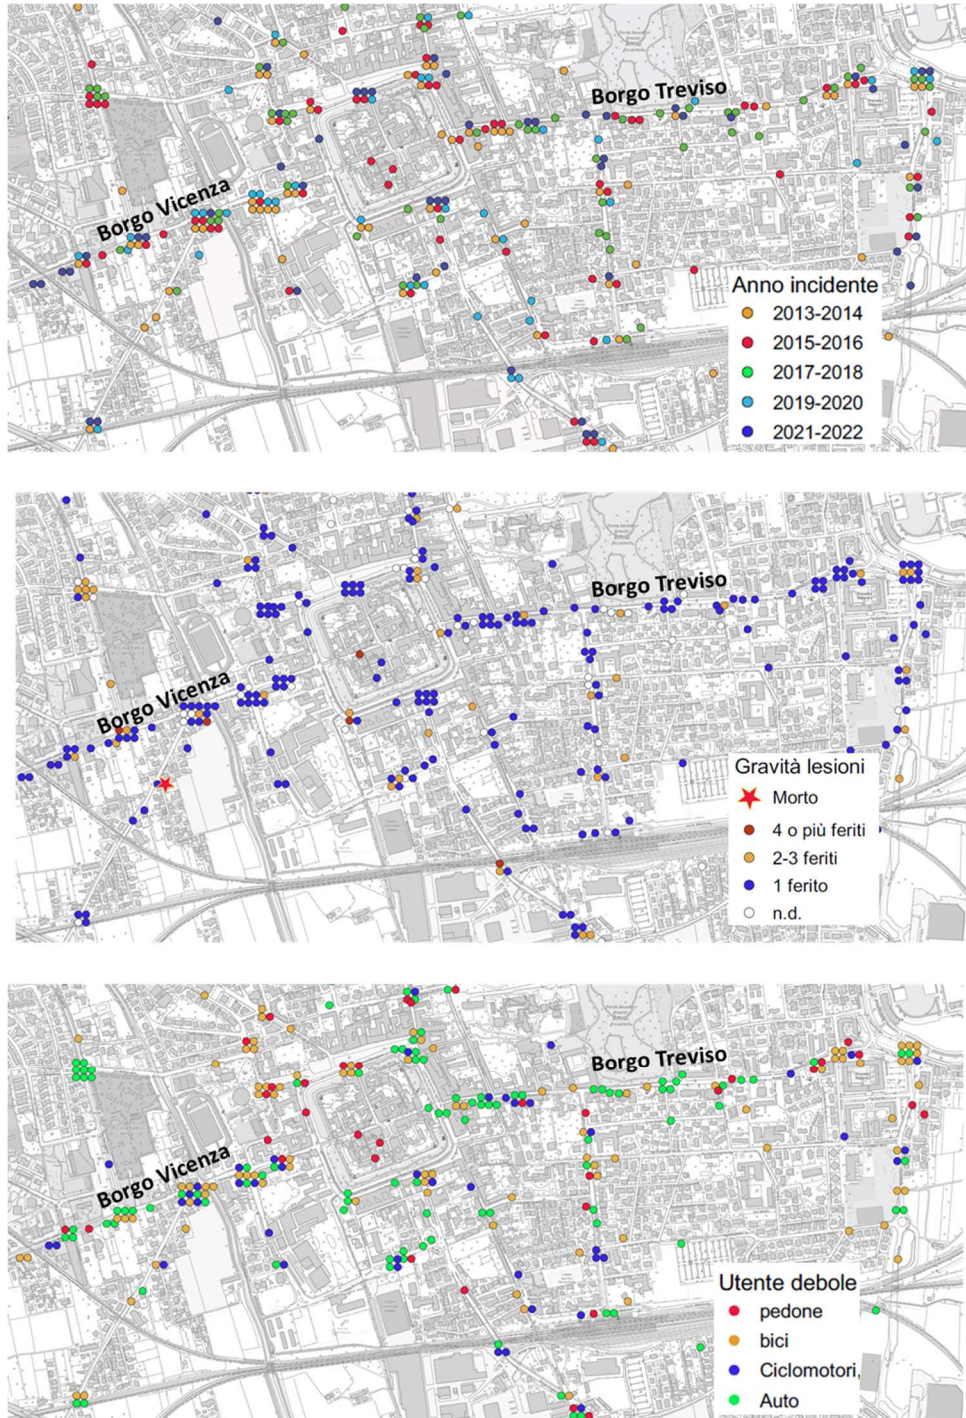 Borgo Treviso
Borgo Vicenza
Anno incidente
2013-2014
2015-2016
2017-2018
2019-2020
2021-2022
Borgo Treviso
Borgo Vicenza
Gravità lesioni
Morto
4 o più feriti
2-3 feriti
1 ferito
n.d.
Borgo Treviso
Borgo Vicenza
Utente debole
pedone
bici
Ciclomotori,
Auto